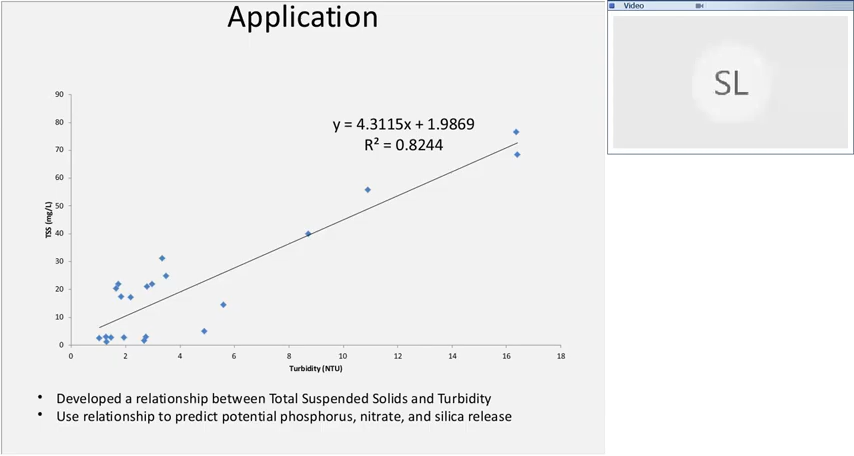 Application
Video
SL
y = 4.3115x + 1.9869
R² = 0.8244
90
80
70
60
50
40
30
20
10
0
TSS (mg/L)
0 2 4 6 8 10 12 14 16 18
Turbidity (NTU)
• Developed a relationship between Total Suspended Solids and Turbidity
• Use relationship to predict potential phosphorus, nitrate, and silica release